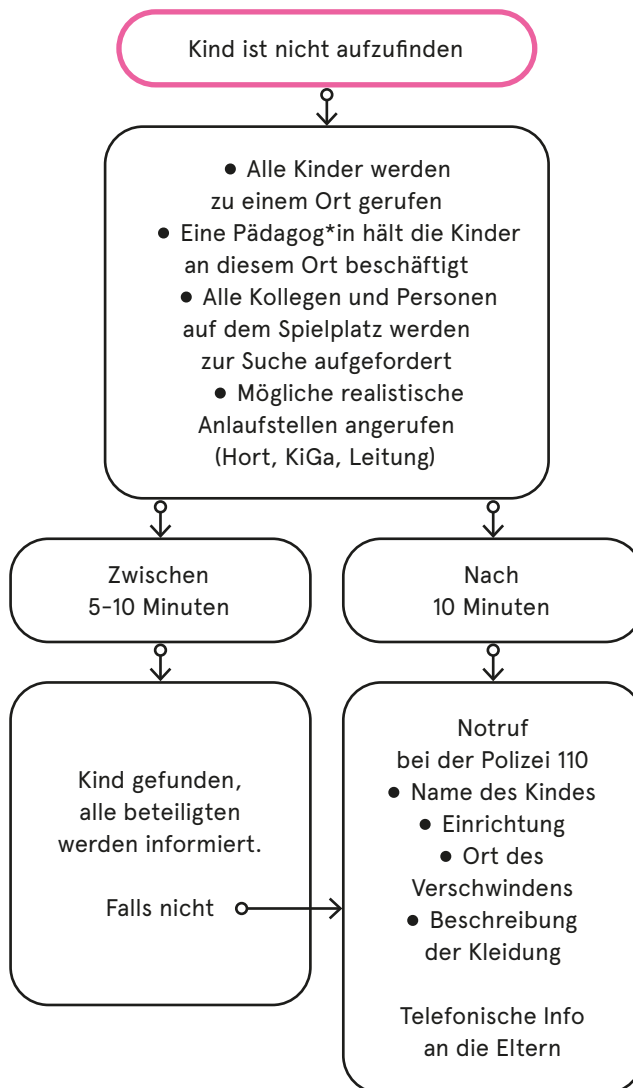 Kind ist nicht aufzufinden
● Alle Kinder werden
zu einem Ort gerufen
● Eine Pädagog*in hält die Kinder
an diesem Ort beschäftigt
● Alle Kollegen und Personen
auf dem Spielplatz werden
zur Suche aufgefordert
● Mögliche realistische
Anlaufstellen angerufen
(Hort, KiGa, Leitung)
Zwischen
5-10 Minuten
Nach
10 Minuten
Kind gefunden,
alle beteiligten
werden informiert.
Falls nicht
Notruf
bei der Polizei 110
● Name des Kindes
● Einrichtung
● Ort des
Verschwindens
● Beschreibung
der Kleidung
Telefonische Info
an die Eltern